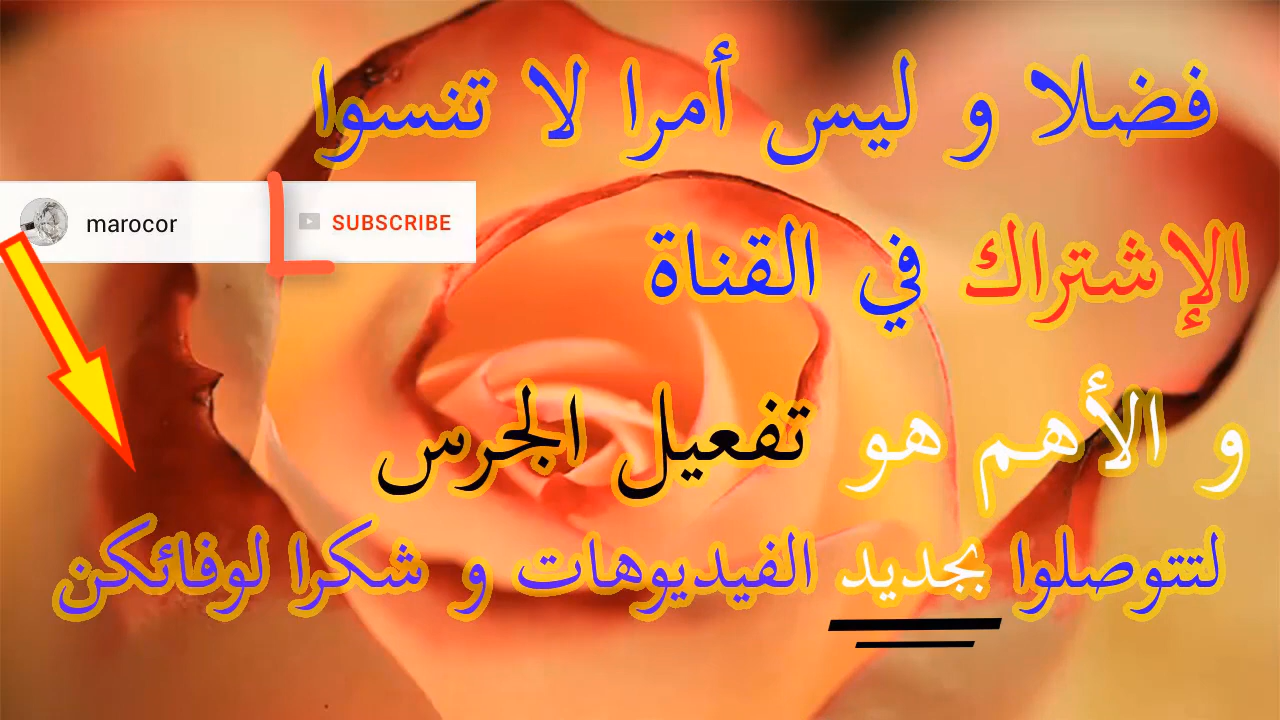 فضلا و ليس أمرا لا تنسوا
marocor
SUBSCRIBE
الإشتراك في القناة
و الأهم هو تفعيل الجرس
لتتوصلوا بجديد الفيديوهات و شكرا لوفائكن